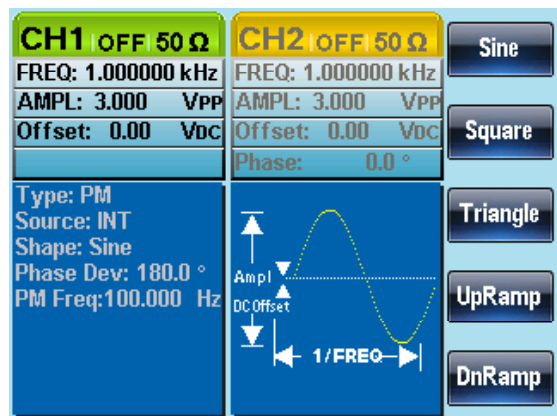 CH1 OFF 50 Ω
FREQ: 1.000000 kHz
AMPL: 3.000 VPP
Offset: 0.00 VDC
CH2 OFF 50 Ω
FREQ: 1.000000 kHz
AMPL: 3.000 VPP
Offset: 0.00 VDC
Phase: 0.0 °
Type: PM
Source: INT
Shape: Sine
Phase Dev: 180.0 °
PM Freq:100.000 Hz
Ampl
DC Offset
1/FREQ
Sine
Square
Triangle
UpRamp
DnRamp